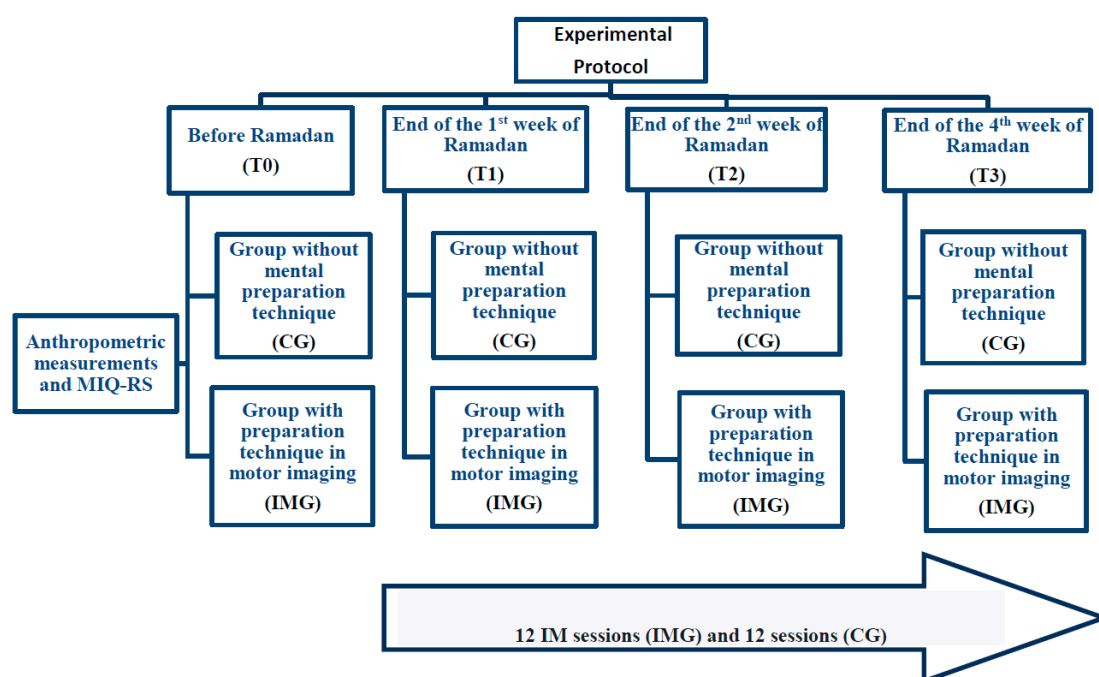 Experimental
Protocol
Before Ramadan
(T0)
End of the 1st week of
Ramadan
(T1)
End of the 2nd week of
Ramadan
(T2)
End of the 4th week of
Ramadan
(T3)
Group without
mental
preparation
technique
(CG)
Group without
mental
preparation
technique
(CG)
Group without
mental
preparation
technique
(CG)
Group without
mental
preparation
technique
(CG)
Anthropometric
measurements
and MIQ-RS
Group with
preparation
technique in
motor imaging
(IMG)
Group with
preparation
technique in
motor imaging
(IMG)
Group with
preparation
technique in
motor imaging
(IMG)
Group with
preparation
technique in
motor imaging
(IMG)
12 IM sessions (IMG) and 12 sessions (CG)